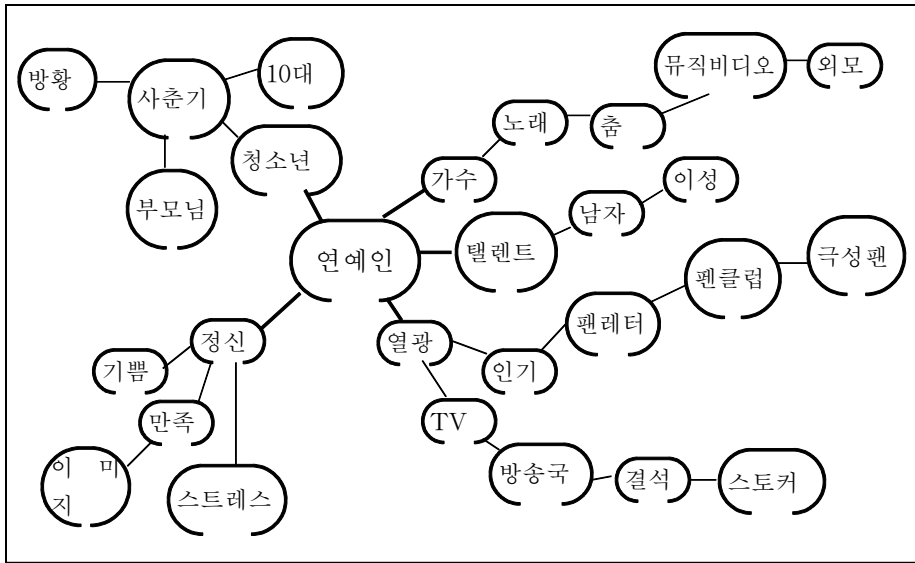 방황
사춘기
10대
청소년
부모님
연예인
가수
노래
춤
뮤직비디오
외모
탤렌트
남자
이성
열광
인기
팬레터
펜클럽
극성팬
TV
방송국
결석
스토커
정신
기쁨
만족
이 미
지
스트레스